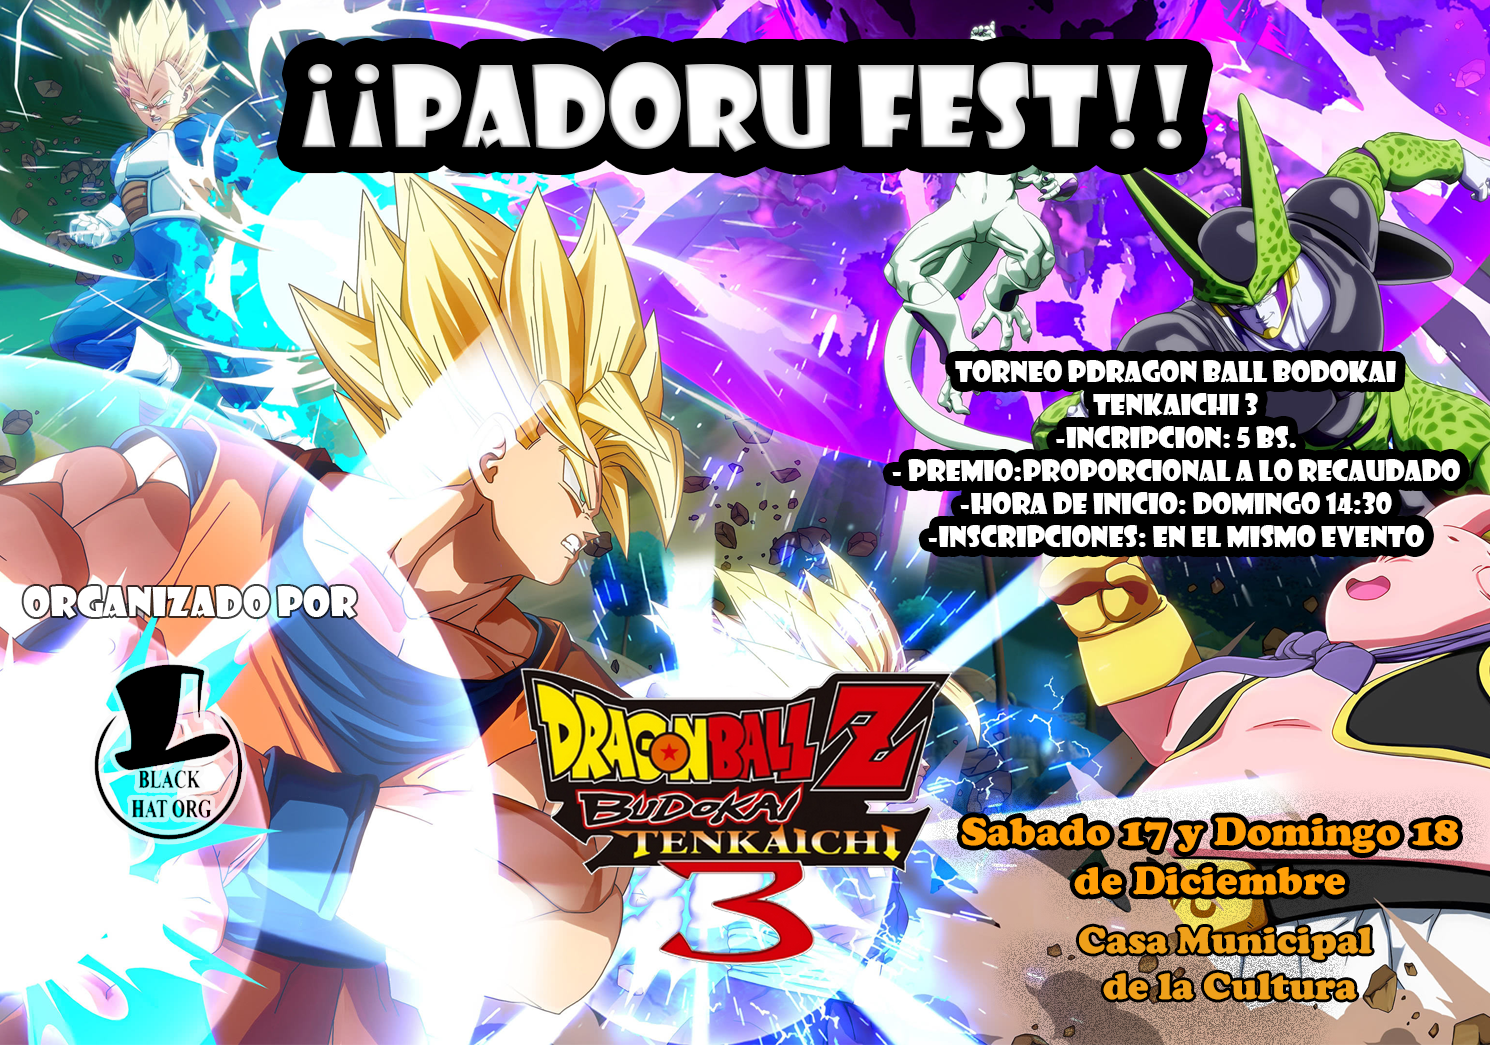 ¡¡PADORU FEST!!
TORNEO PDRAGON BALL BODOKAI
TENKAICHI 3
-INCRIPCION: 5 BS.
- PREMIO:PROPORCIONAL A LO RECAUDADO
-HORA DE INICIO: DOMINGO 14:30
-INSCRIPCIONES: EN EL MISMO EVENTO
ORGANIZADO POR
BLACK
HAT ORG
DRAGONBALL Z
BUDOKAI
TENKAICHI
3
Sabado 17 y Domingo 18
de Diciembre
Casa Municipal
de la Cultura